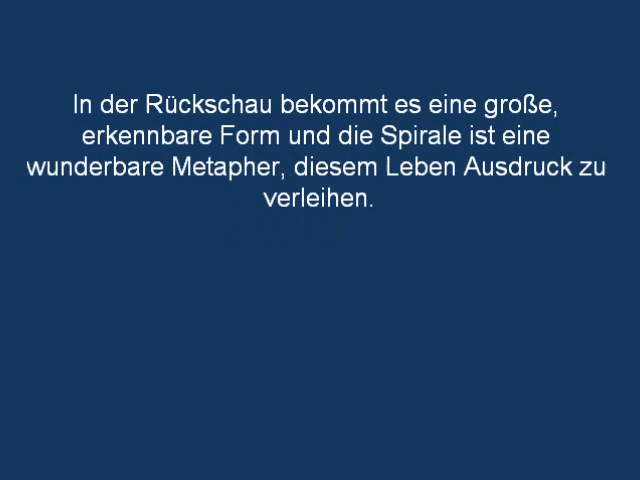 In der Rückschau bekommt es eine große,
erkennbare Form und die Spirale ist eine
wunderbare Metapher, diesem Leben Ausdruck zu
verleihen.